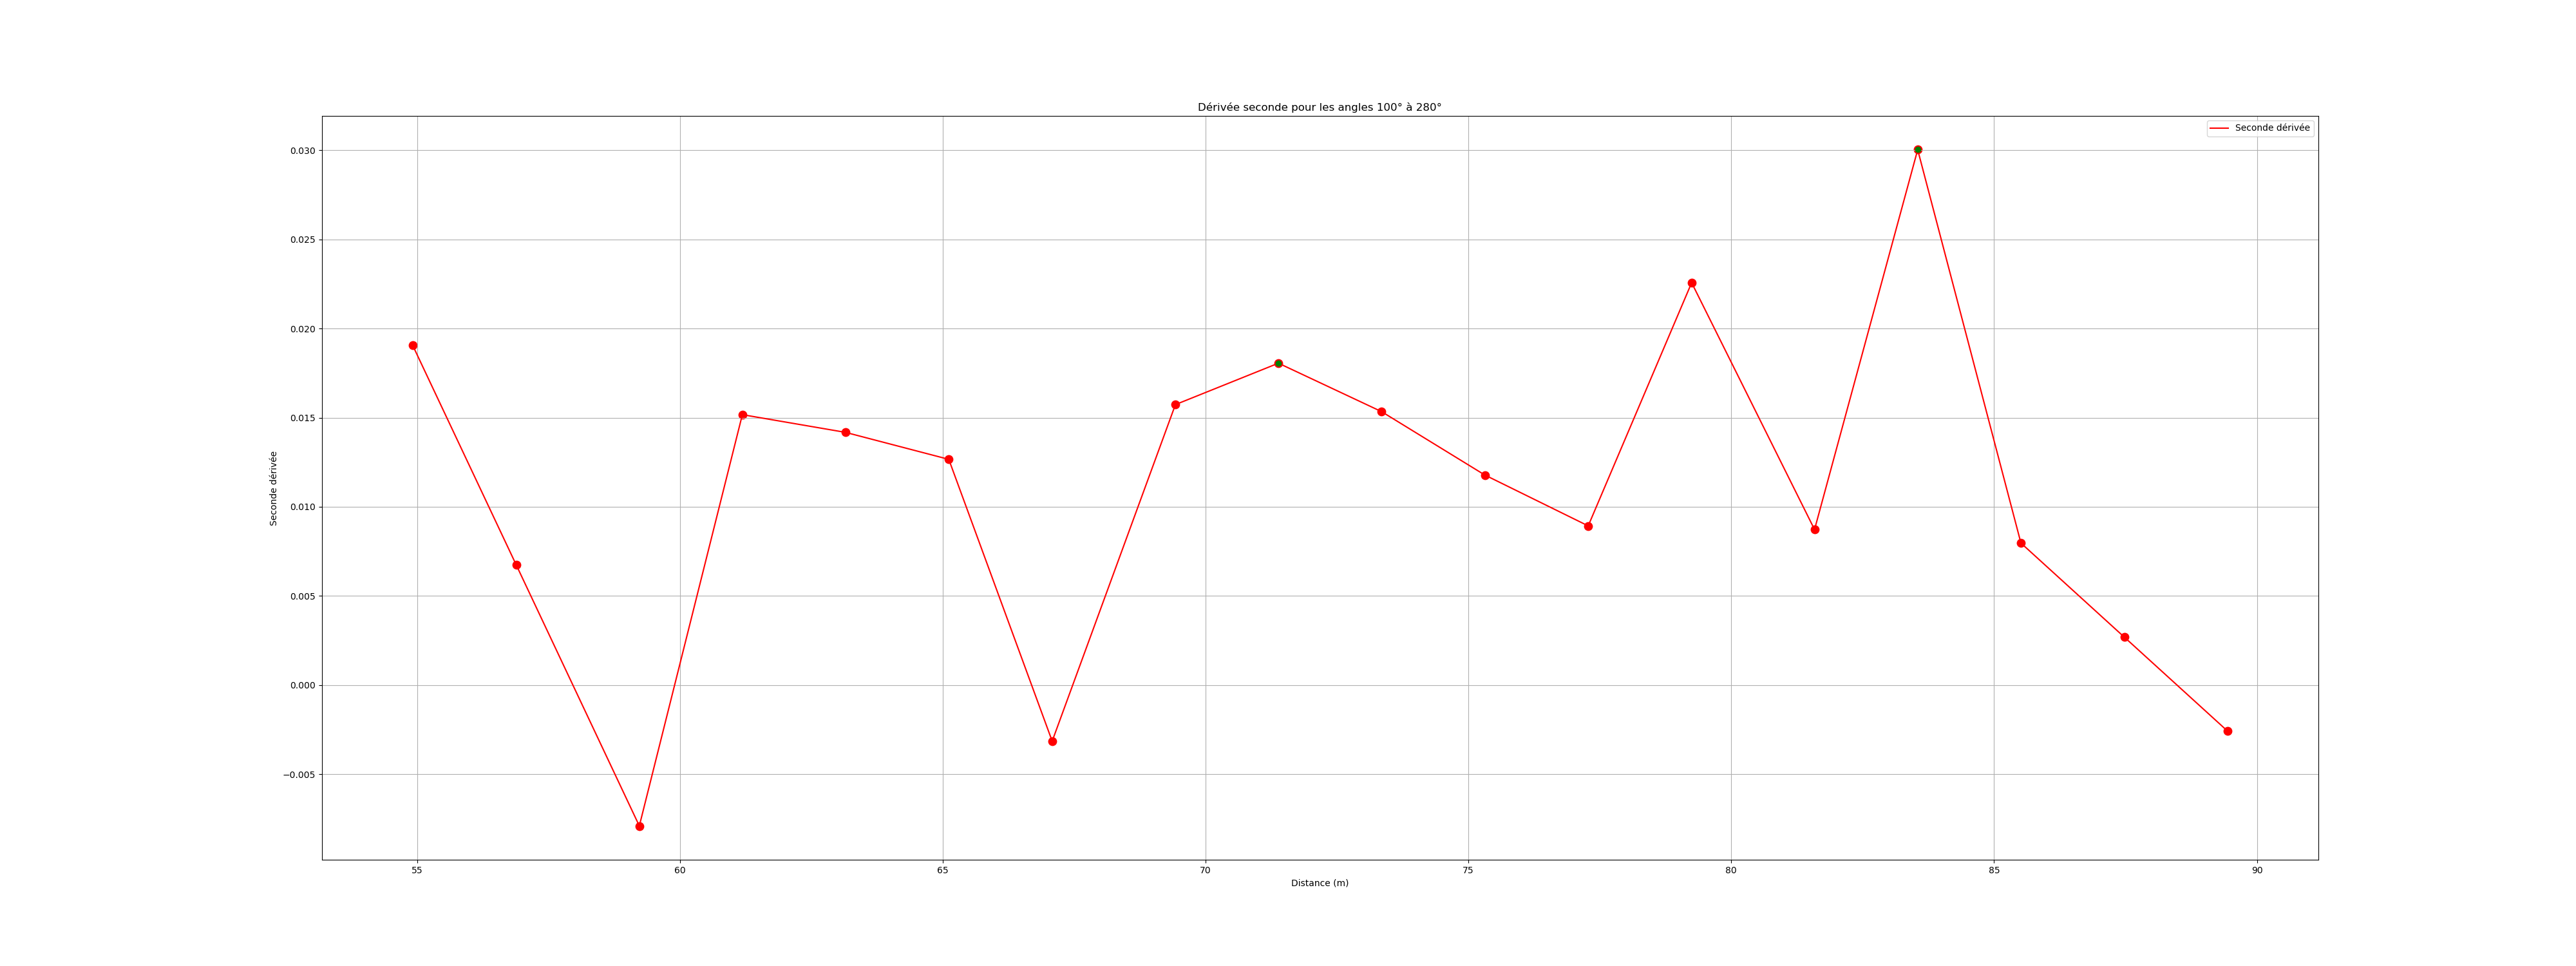 Dérivée seconde pour les angles 100° à 280°
Seconde dérivée
0.030
0.025
0.020
0.015
0.010
0.005
0.000
−0.005
Seconde dérivée
55 60 65 70 75 80 85 90
Distance (m)